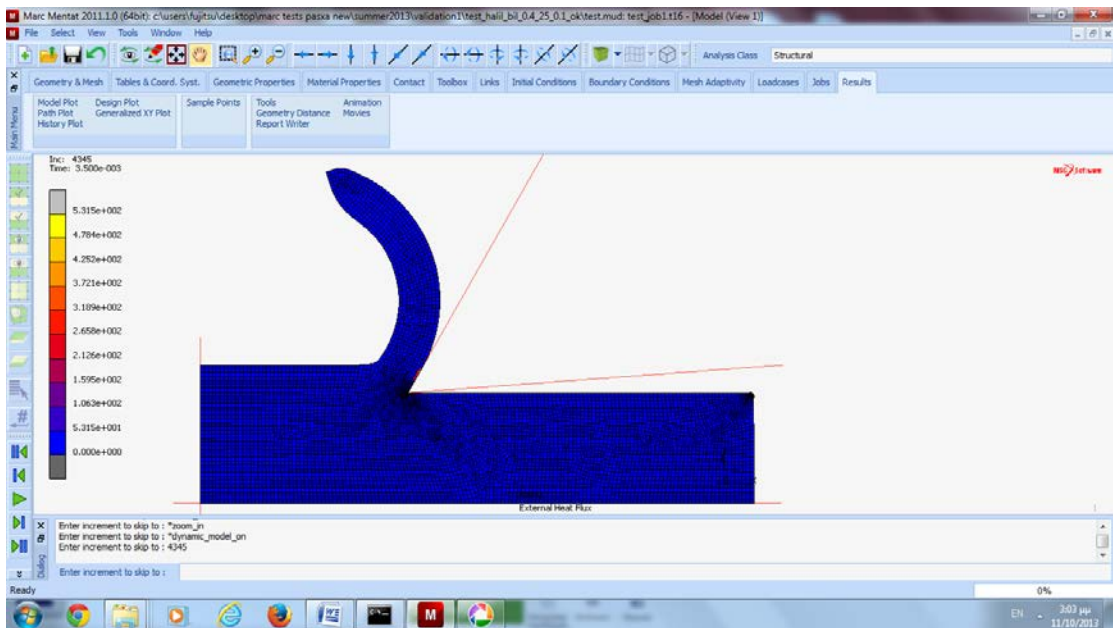 Marc Mentat 2011.1.0 (64bit): c:\users\fujitsu\desktop\marc tests pasxa new\summer2013\validation1\test_halil_bil_0.4_25_0.1_ok\test.mud: test_job1.t16 - [Model (View 1)]
File Select View Tools Window Help
Analysis Class Structural
Geometry & Mesh Tables & Coord. Syst. Geometric Properties Material Properties Contact Toolbox Links Initial Conditions Boundary Conditions Mesh Adaptivity Loadcases Jobs Results
Main Menu
Model Plot Design Plot Sample Points Tools Animation
Path Plot Generalized XY Plot Geometry Distance Movies
History Plot Report Writer
Inc: 4345
Time: 3.500e-003
5.315e+002
4.784e+002
4.252e+002
3.721e+002
3.189e+002
2.658e+002
2.126e+002
1.595e+002
1.063e+002
5.315e+001
0.000e+000
MSC Software
External Heat Flux
1
Dialog
Enter increment to skip to : *zoom_in
Enter increment to skip to : *dynamic_model_on
Enter increment to skip to : 4345
Enter increment to skip to :
Ready
0%
EN
3:03 μμ
11/10/2013